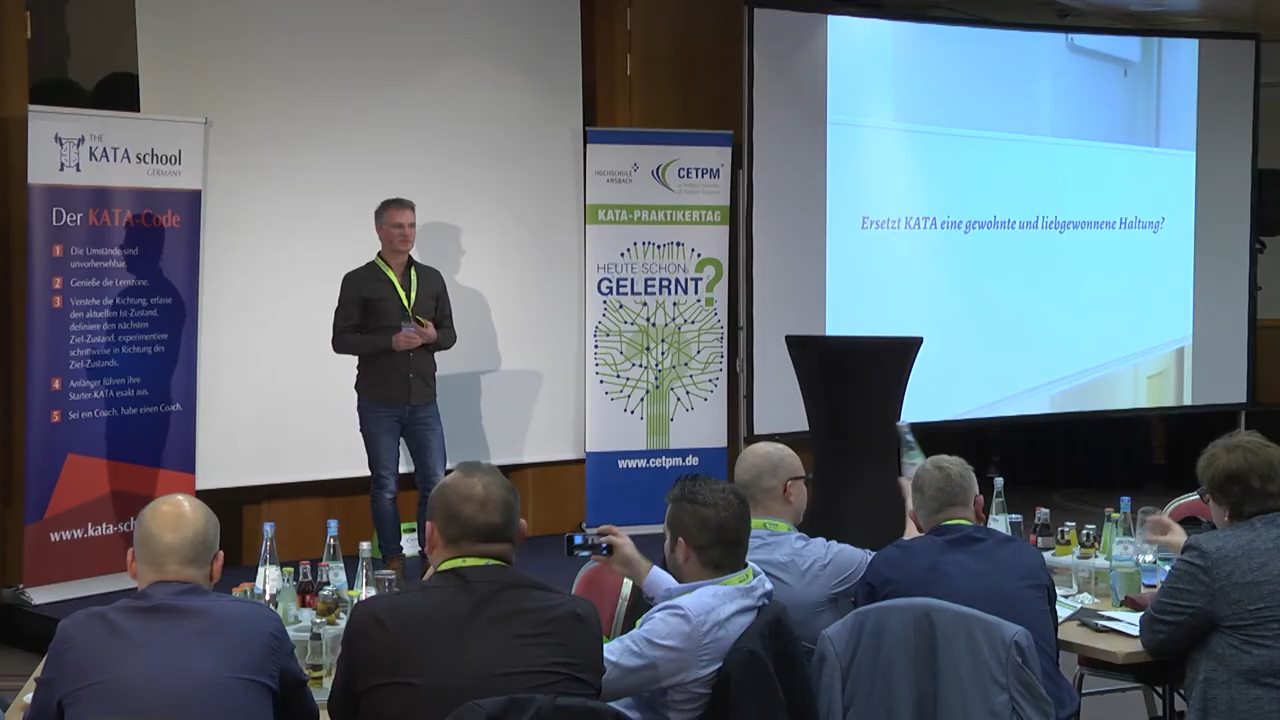 THE
KATA school
GERMANY
Der KATA-Code
1 Die Umstände sind
unvorhersehbar.
2 Genieße die Lernzone.
3 Verstehe die Richtung, erfasse
den aktuellen Ist-Zustand,
definiere den nächsten
Ziel-Zustand, experimentiere
schrittweise in Richtung des
Ziel-Zustands.
4 Anfänger führen ihre
Starter-KATA exakt aus.
5 Sei ein Coach, habe einen Coach.
www.kata-sch
HOCHSCHULE
ANSBACH
CETPM
KATA-PRAKTIKERTAG
HEUTE SCHON
GELERNT?
www.cetpm.de
Ersetzt KATA eine gewohnte und liebgewonnene Haltung?